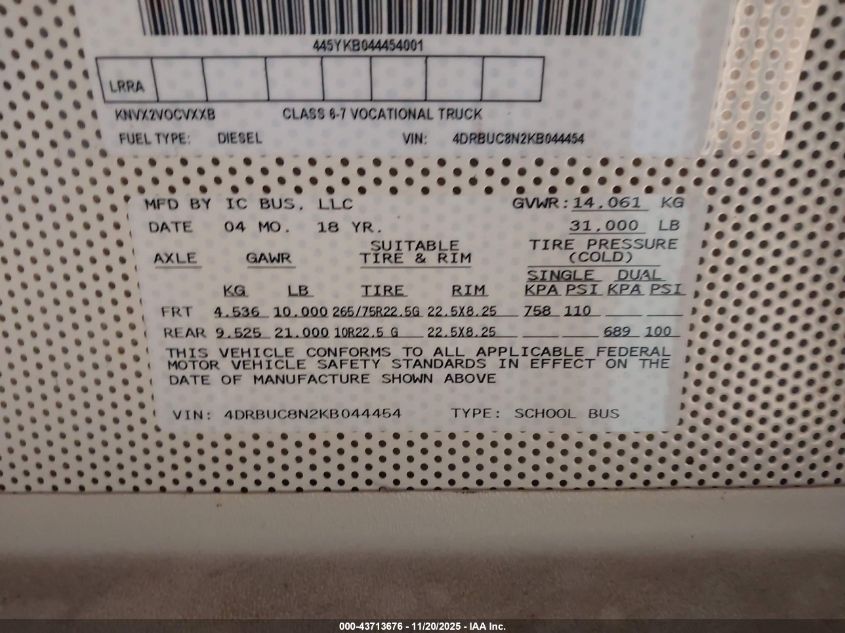 445YKB044454001
LRRA
KNVX2VOCVXXB CLASS 6-7 VOCATIONAL TRUCK
FUEL TYPE: DIESEL VIN: 4DRBUC8N2KB044454
MFD BY IC BUS, LLC GVWR: 14,061 KG
DATE 04 MO. 18 YR. 31,000 LB
SUITABLE TIRE PRESSURE
AXLE GAWR TIRE & RIM (COLD)
SINGLE DUAL
KG LB TIRE RIM KPA PSI KPA PSI
FRT 4,536 10,000 265/75R22.5G 22.5X8.25 758 110
REAR 9,525 21,000 10R22.5 G 22.5X8.25 689 100
THIS VEHICLE CONFORMS TO ALL APPLICABLE FEDERAL
MOTOR VEHICLE SAFETY STANDARDS IN EFFECT ON THE
DATE OF MANUFACTURE SHOWN ABOVE
VIN: 4DRBUC8N2KB044454 TYPE: SCHOOL BUS
000-43713676 - 11/20/2025 - IAA Inc.